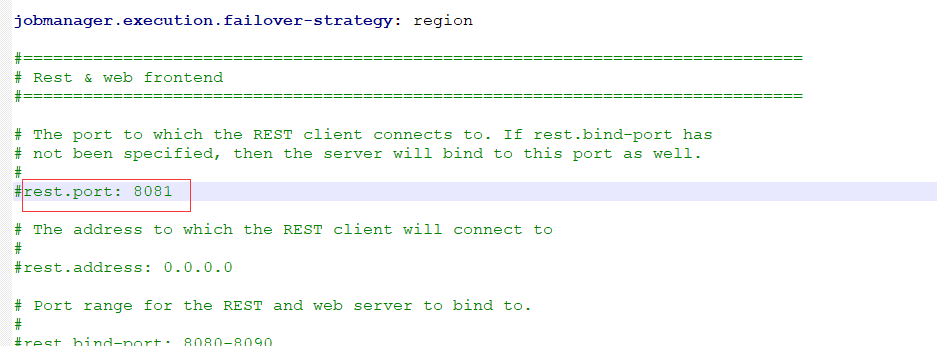 jobmanager.execution.failover-strategy: region
#==============================================================================
# Rest & web frontend
#==============================================================================
# The port to which the REST client connects to. If rest.bind-port has
# not been specified, then the server will bind to this port as well.
#
#rest.port: 8081
# The address to which the REST client will connect to
#
#rest.address: 0.0.0.0
# Port range for the REST and web server to bind to.
#
#rest.bind-port: 8080-8090